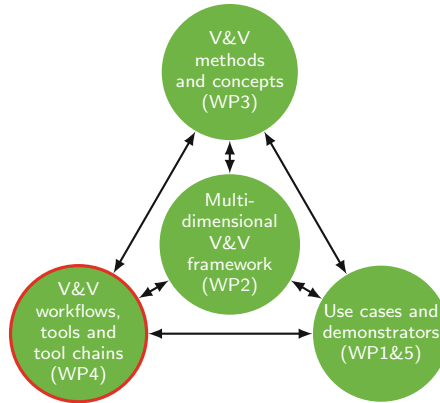 V&V
methods
and concepts
(WP3)
Multi-
dimensional
V&V
framework
(WP2)
V&V
workflows,
tools and
tool chains
(WP4)
Use cases and
demonstrators
(WP1&5)